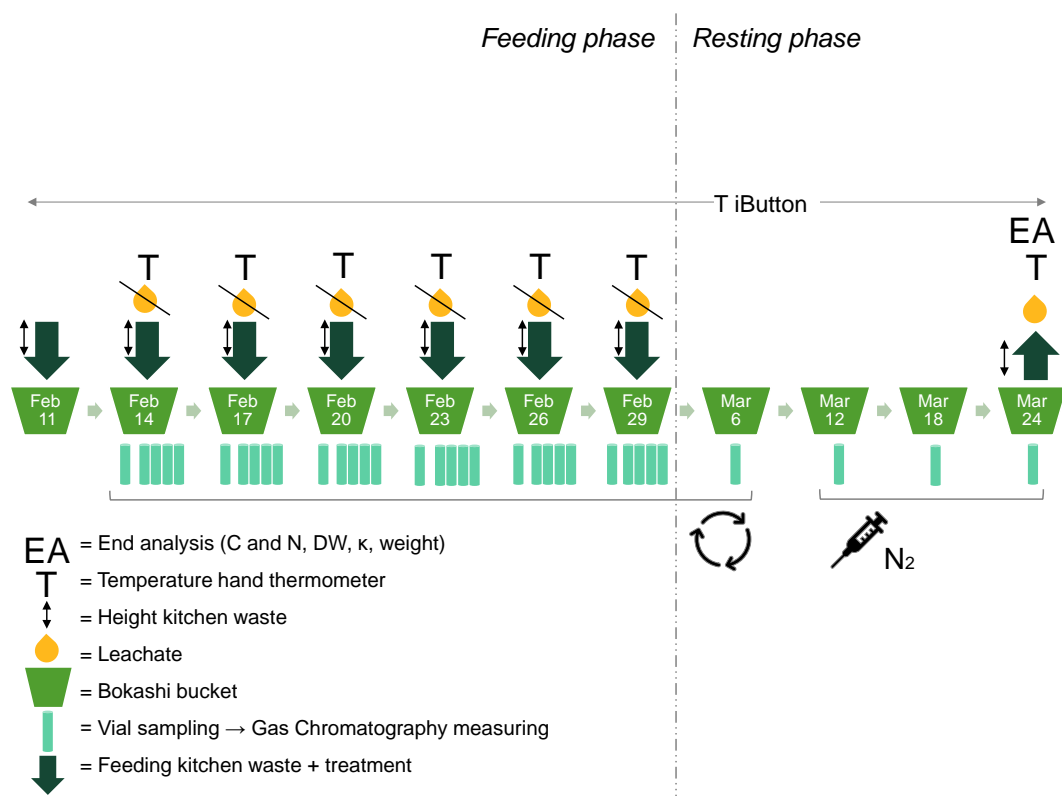 Feeding phase
Resting phase
T iButton
EA
T
T
T
T
T
T
T
Feb
11
Feb
14
Feb
17
Feb
20
Feb
23
Feb
26
Feb
29
Mar
6
Mar
12
Mar
18
Mar
24
N2
EA = End analysis (C and N, DW, κ, weight)
T = Temperature hand thermometer
= Height kitchen waste
= Leachate
= Bokashi bucket
= Vial sampling → Gas Chromatography measuring
= Feeding kitchen waste + treatment